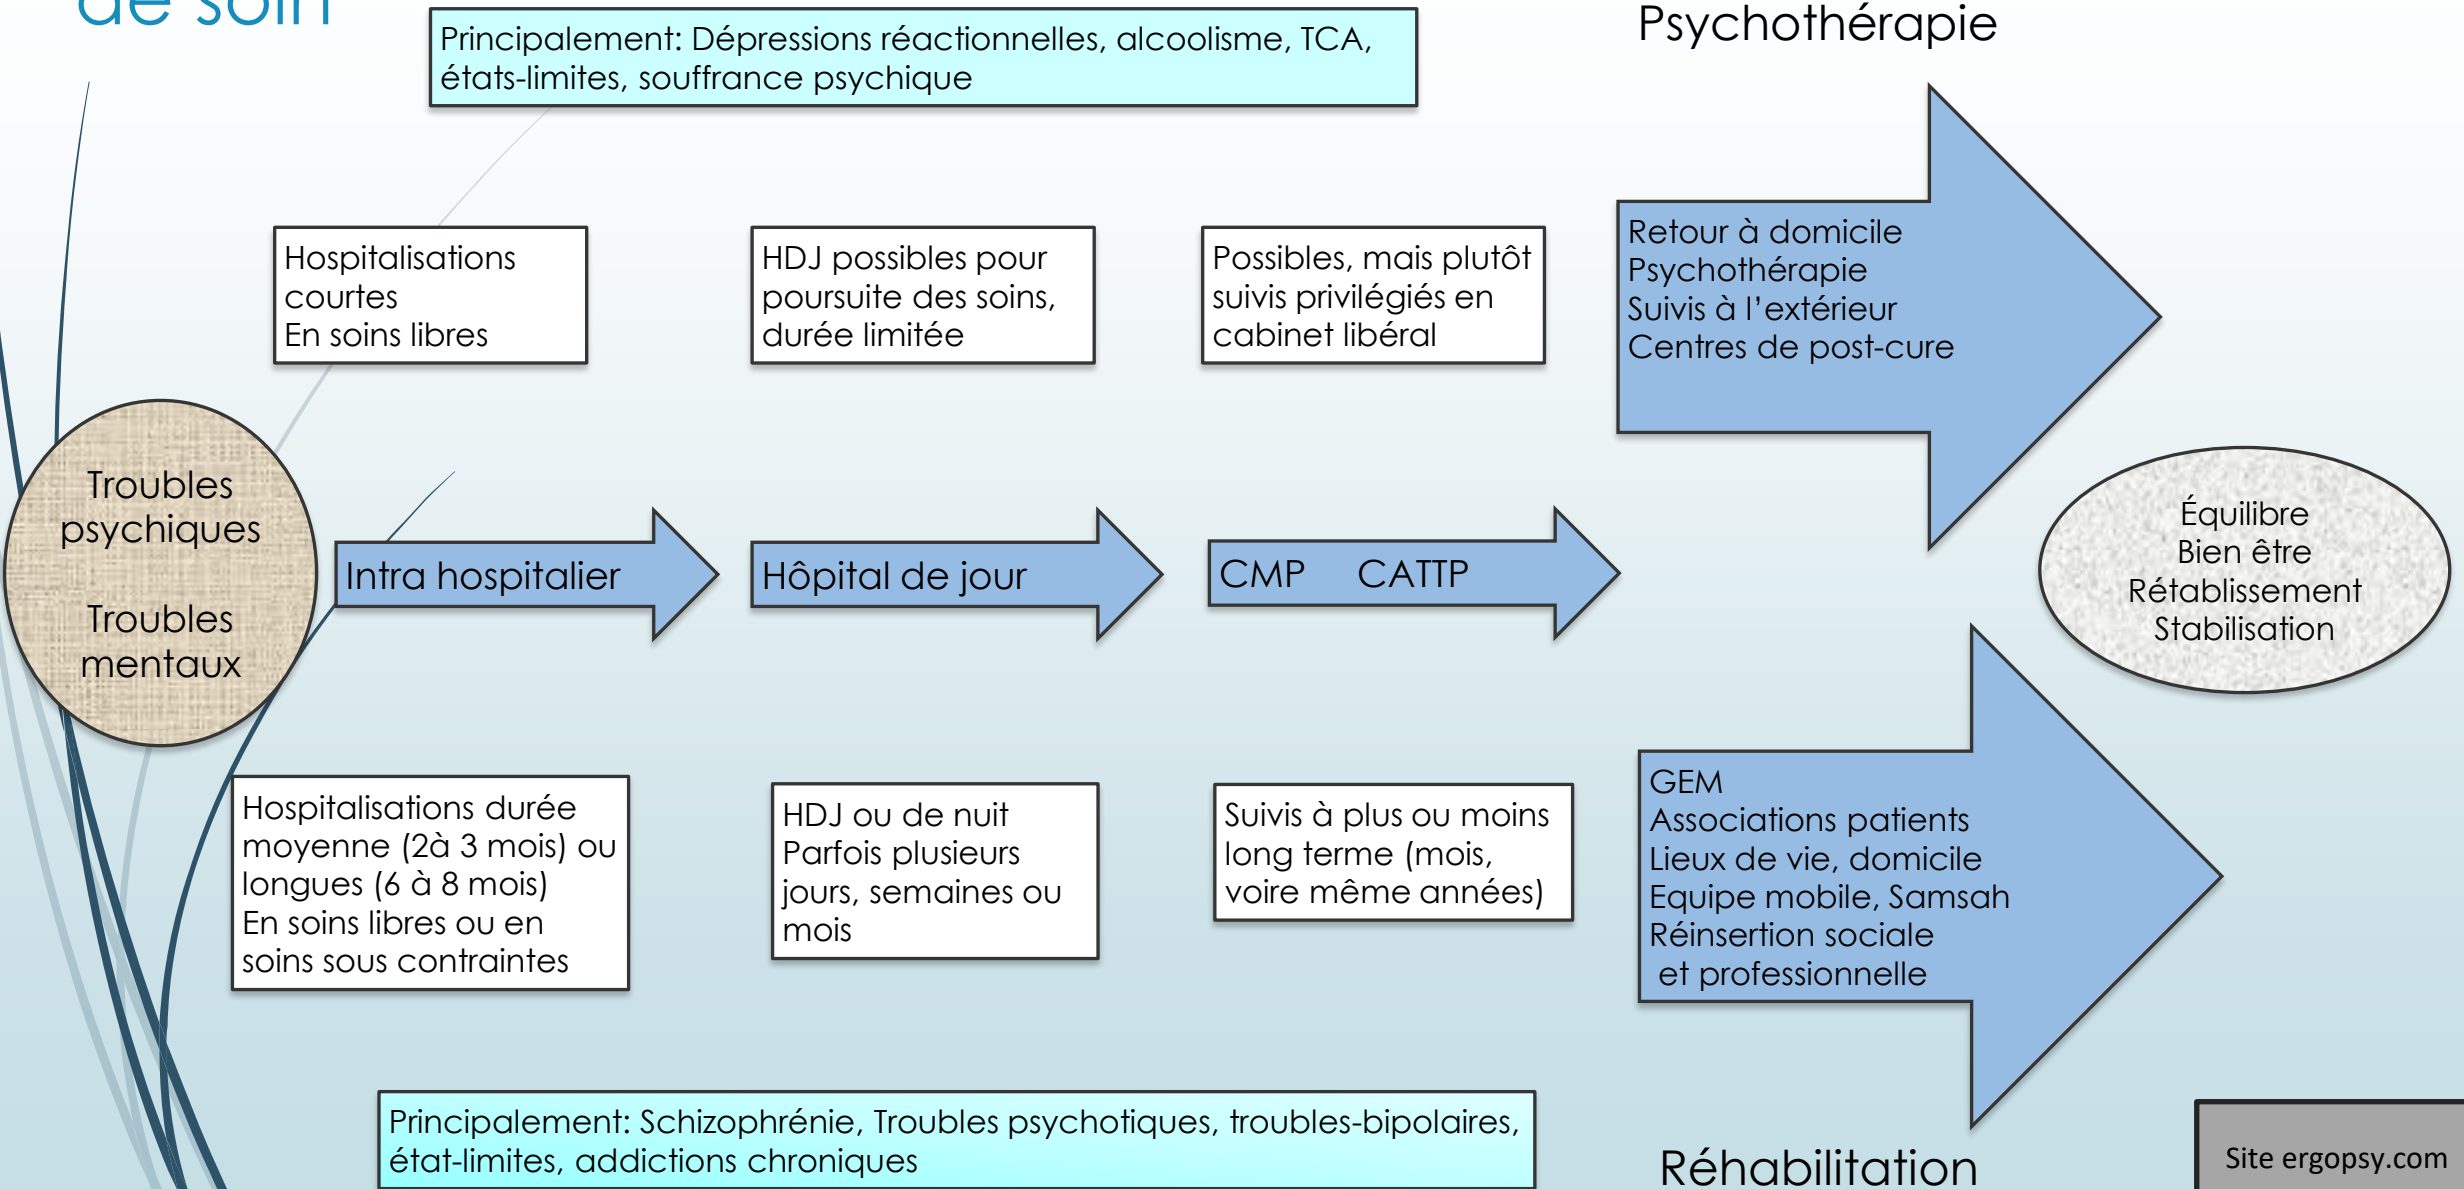 de soin
Principalement: Dépressions réactionnelles, alcoolisme, TCA,
états-limites, souffrance psychique
Psychothérapie
Hospitalisations
courtes
En soins libres
HDJ possibles pour
poursuite des soins,
durée limitée
Possibles, mais plutôt
suivis privilégiés en
cabinet libéral
Retour à domicile
Psychothérapie
Suivis à l’extérieur
Centres de post-cure
Troubles
psychiques
Troubles
mentaux
Intra hospitalier
Hôpital de jour
CMP CATTP
Équilibre
Bien être
Rétablissement
Stabilisation
Hospitalisations durée
moyenne (2à 3 mois) ou
longues (6 à 8 mois)
En soins libres ou en
soins sous contraintes
HDJ ou de nuit
Parfois plusieurs
jours, semaines ou
mois
Suivis à plus ou moins
long terme (mois,
voire même années)
GEM
Associations patients
Lieux de vie, domicile
Equipe mobile, Samsah
Réinsertion sociale
et professionnelle
Principalement: Schizophrénie, Troubles psychotiques, troubles-bipolaires,
état-limites, addictions chroniques
Réhabilitation
Site ergopsy.com